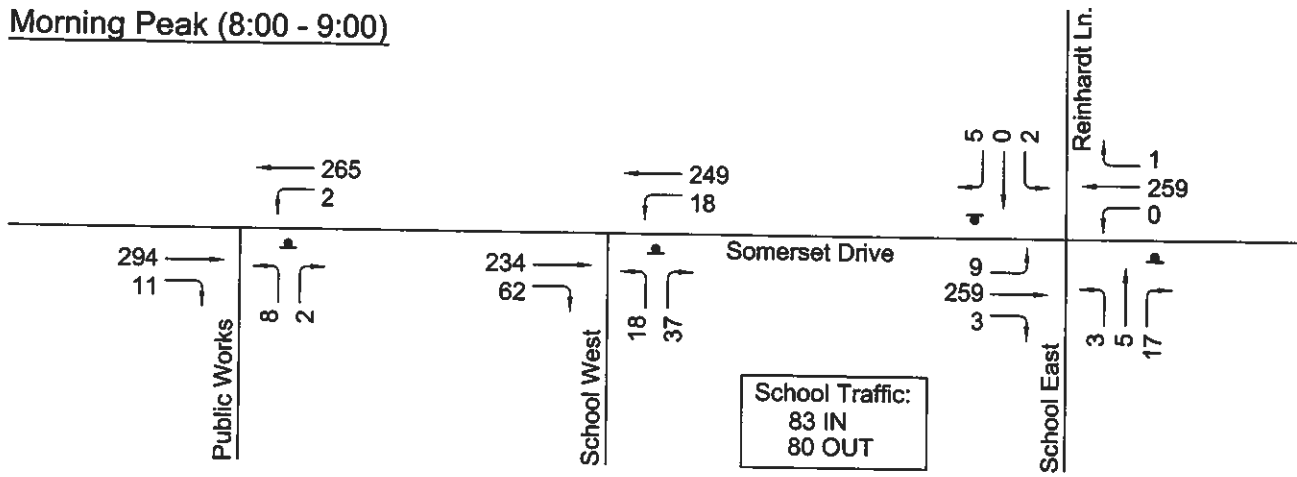 Morning Peak (8:00 - 9:00)
Reinhardt Ln.
265
2
249
18
5
0
2
1
259
0
294
11
8
2
Public Works
234
62
18
37
School West
Somerset Drive
9
259
3
3
5
17
School East
School Traffic:
83 IN
80 OUT